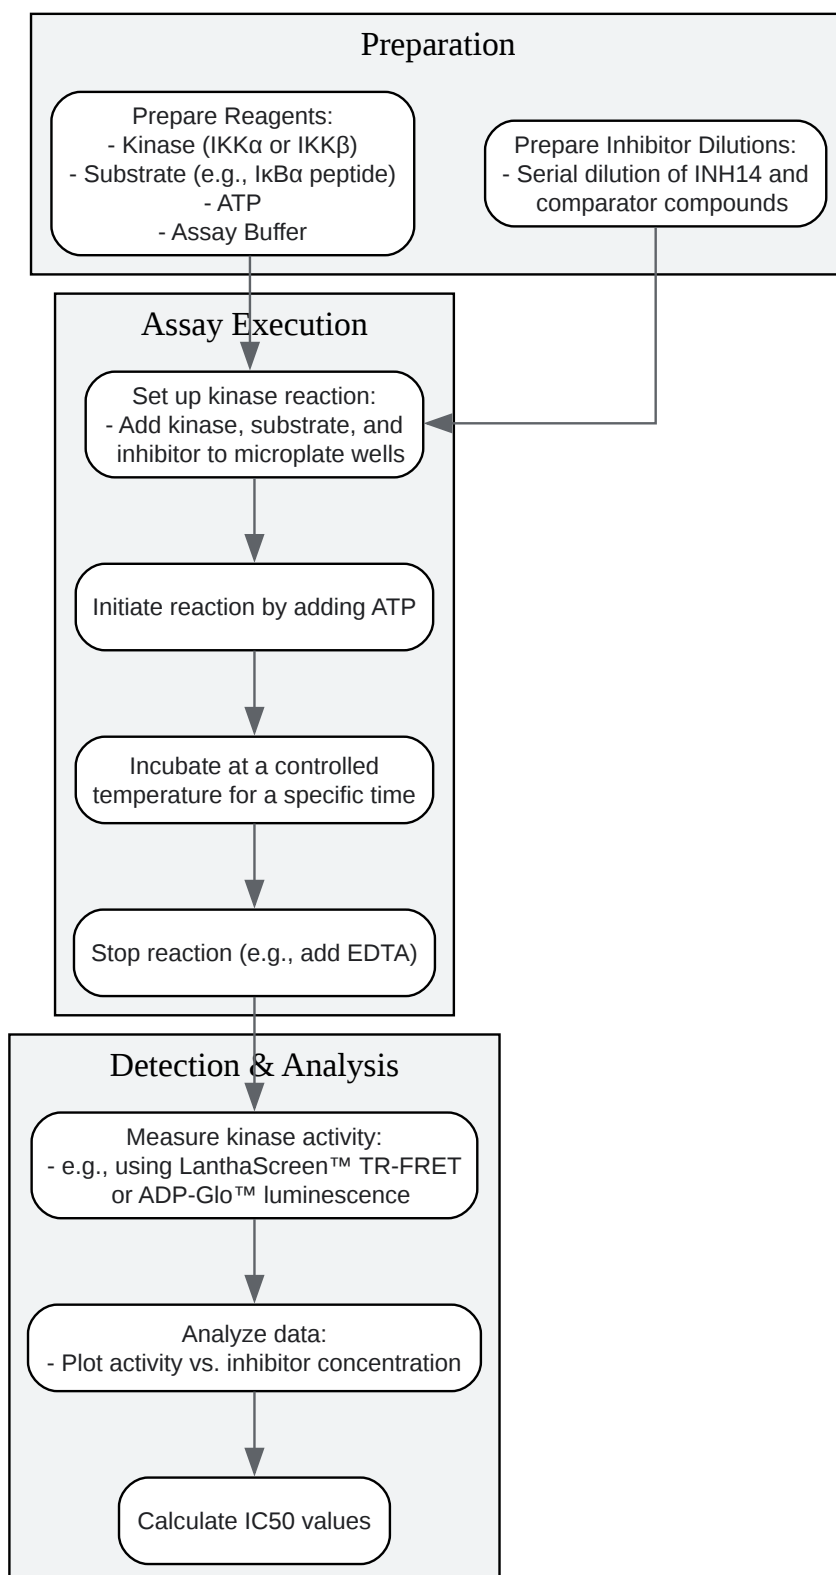 Preparation
Prepare Reagents:
- Kinase (IKKα or IKKβ)
- Substrate (e.g., IκBα peptide)
- ATP
- Assay Buffer
Prepare Inhibitor Dilutions:
- Serial dilution of INH14 and
comparator compounds
Assay Execution
Set up kinase reaction:
- Add kinase, substrate, and
inhibitor to microplate wells
Initiate reaction by adding ATP
Incubate at a controlled
temperature for a specific time
Stop reaction (e.g., add EDTA)
Detection & Analysis
Measure kinase activity:
- e.g., using LanthaScreen™ TR-FRET
or ADP-Glo™ luminescence
Analyze data:
- Plot activity vs. inhibitor concentration
Calculate IC50 values